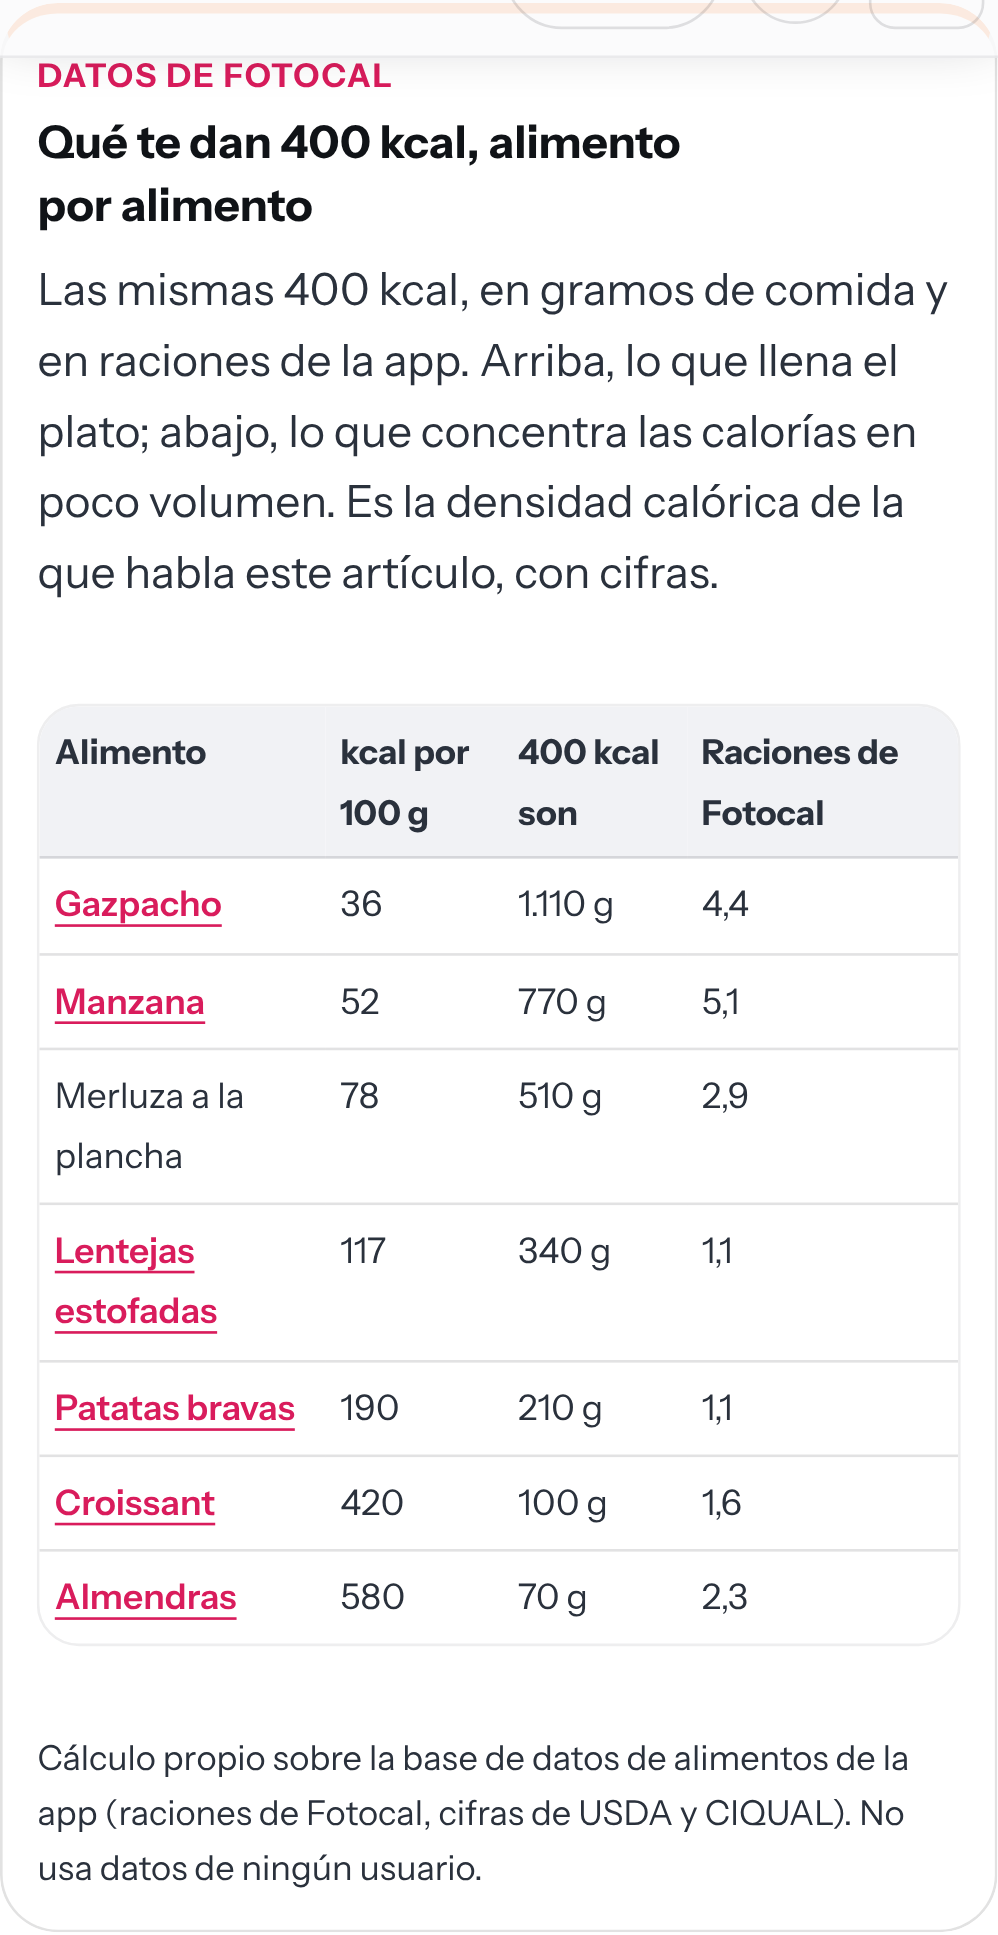 DATOS DE FOTOCAL
Qué te dan 400 kcal, alimento
por alimento
Las mismas 400 kcal, en gramos de comida y
en raciones de la app. Arriba, lo que llena el
plato; abajo, lo que concentra las calorías en
poco volumen. Es la densidad calórica de la
que habla este artículo, con cifras.
Alimento kcal por 100 g 400 kcal son Raciones de Fotocal
Gazpacho 36 1.110 g 4,4
Manzana 52 770 g 5,1
Merluza a la plancha 78 510 g 2,9
Lentejas estofadas 117 340 g 1,1
Patatas bravas 190 210 g 1,1
Croissant 420 100 g 1,6
Almendras 580 70 g 2,3
Cálculo propio sobre la base de datos de alimentos de la
app (raciones de Fotocal, cifras de USDA y CIQUAL). No
usa datos de ningún usuario.